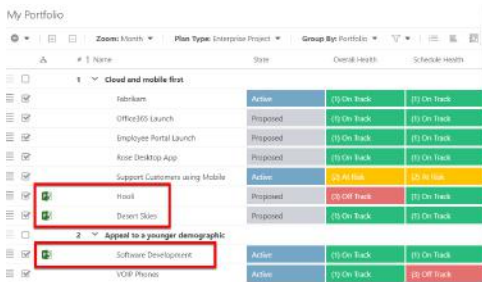 My Portfolio
Zoom: Month Plan Type: Enterprise Project Group By: Portfolio
# Name State Overall Health Schedule Health
1 Cloud and mobile first
Fabrikam Active (1) On Track (1) On Track
Office365 Launch Proposed (1) On Track (1) On Track
Employee Portal Launch Proposed (1) On Track (1) On Track
Rose Desktop App Proposed (1) On Track (1) On Track
Support Customers using Mobile Active (2) At Risk (2) At Risk
Hooli Proposed (3) Off Track (1) On Track
Desert Skies Proposed (1) On Track (1) On Track
2 Appeal to a younger demographic
Software Development Active (1) On Track (1) On Track
VOIP Phones Active (1) On Track (3) Off Track